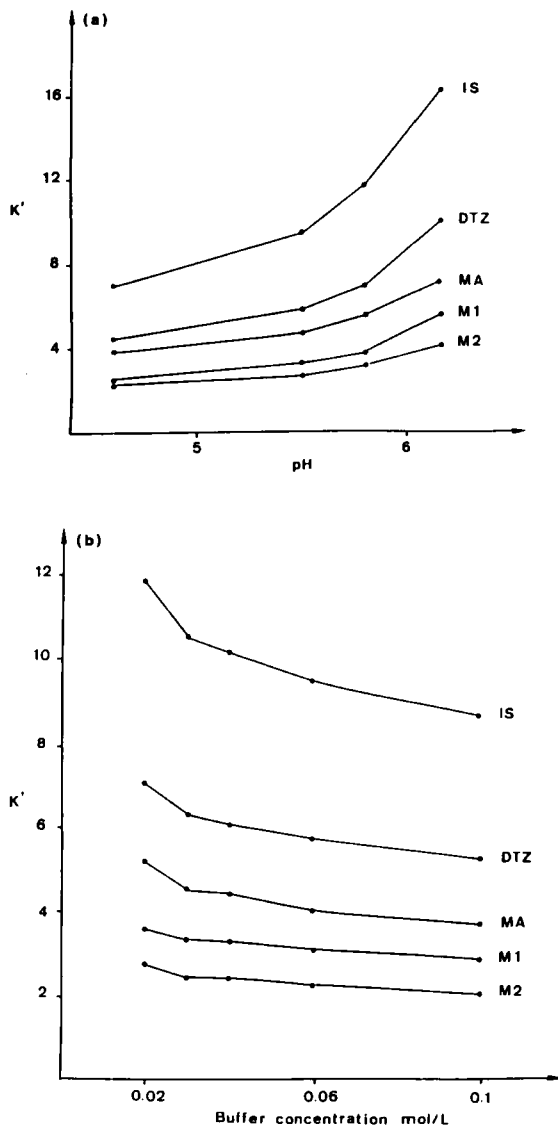 (a)
16
IS
12
K'
DTZ
8
MA
M1
4
M2
5
6
pH
(b)
12
10
IS
8
K'
6
DTZ
4
MA
M1
2
M2
0.02
0.06
0.1
Buffer concentration mol/L